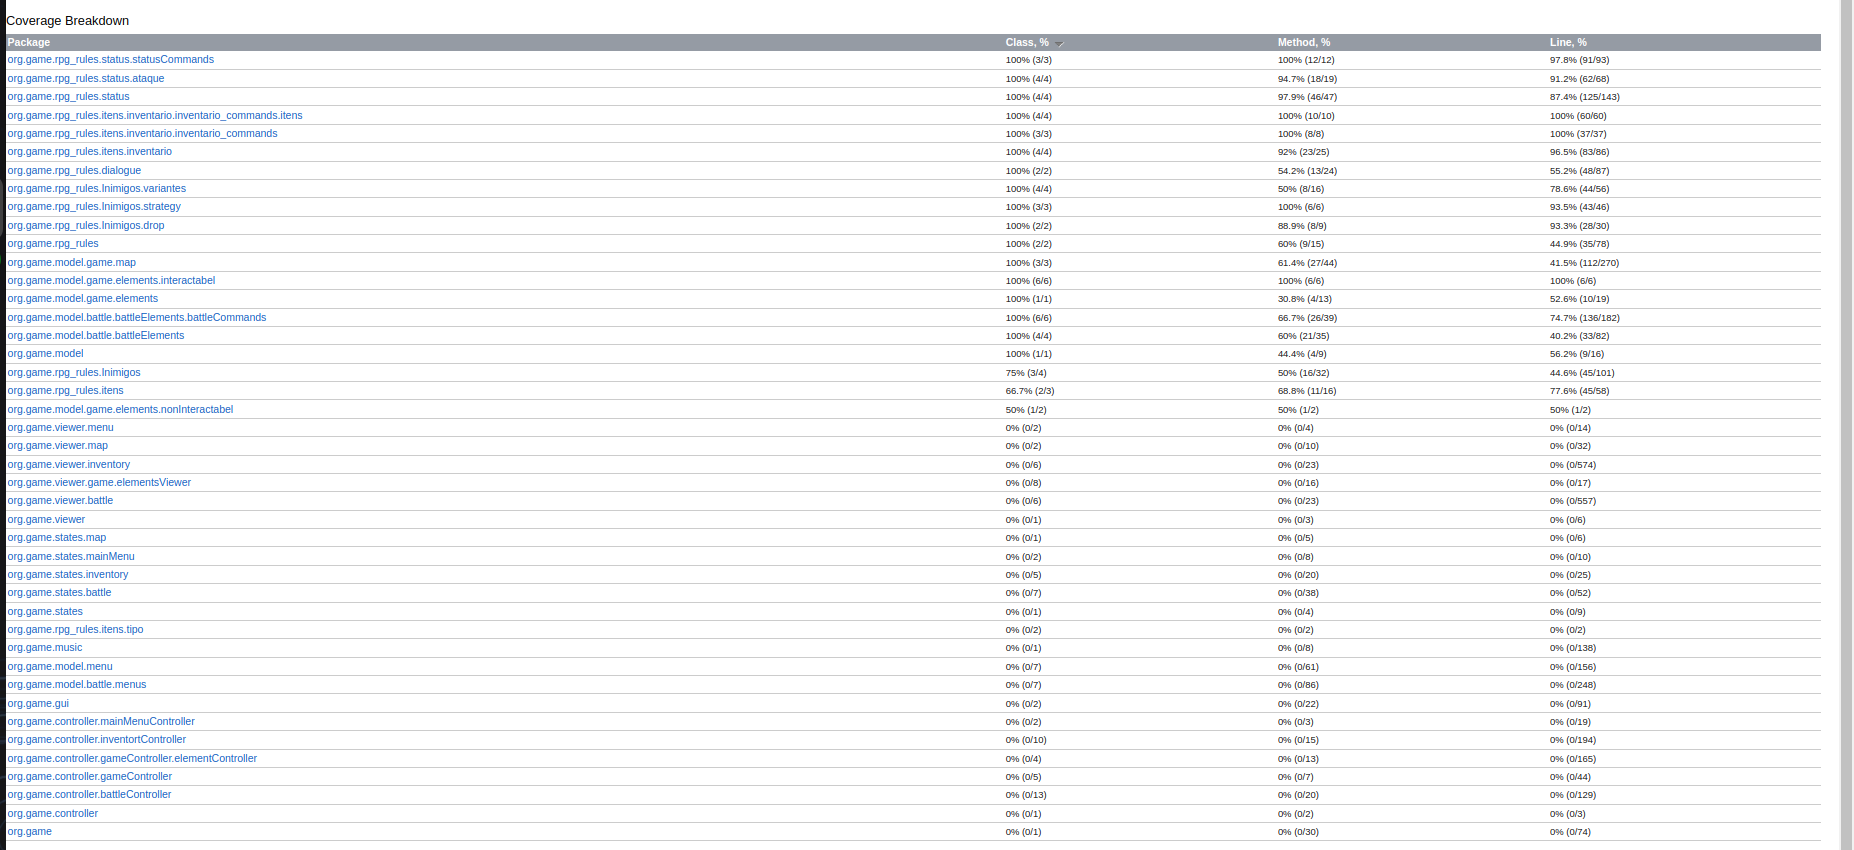 Coverage Breakdown
Package Class, % Method, % Line, %
org.game.rpg_rules.status.statusCommands 100% (3/3) 100% (12/12) 97.8% (91/93)
org.game.rpg_rules.status.ataque 100% (4/4) 94.7% (18/19) 91.2% (62/68)
org.game.rpg_rules.status 100% (4/4) 97.9% (46/47) 87.4% (125/143)
org.game.rpg_rules.itens.inventario.inventario_commands.itens 100% (4/4) 100% (10/10) 100% (60/60)
org.game.rpg_rules.itens.inventario.inventario_commands 100% (3/3) 100% (8/8) 100% (37/37)
org.game.rpg_rules.itens.inventario 100% (4/4) 92% (23/25) 96.5% (83/86)
org.game.rpg_rules.dialogue 100% (2/2) 54.2% (13/24) 55.2% (48/87)
org.game.rpg_rules.Inimigos.variantes 100% (4/4) 50% (8/16) 78.6% (44/56)
org.game.rpg_rules.Inimigos.strategy 100% (3/3) 100% (6/6) 93.5% (43/46)
org.game.rpg_rules.Inimigos.drop 100% (2/2) 88.9% (8/9) 93.3% (28/30)
org.game.rpg_rules 100% (2/2) 60% (9/15) 44.9% (35/78)
org.game.model.game.map 100% (3/3) 61.4% (27/44) 41.5% (112/270)
org.game.model.game.elements.interactabel 100% (6/6) 100% (6/6) 100% (6/6)
org.game.model.game.elements 100% (1/1) 30.8% (4/13) 52.6% (10/19)
org.game.model.battle.battleElements.battleCommands 100% (6/6) 66.7% (26/39) 74.7% (136/182)
org.game.model.battle.battleElements 100% (4/4) 60% (21/35) 40.2% (33/82)
org.game.model 100% (1/1) 44.4% (4/9) 56.2% (9/16)
org.game.rpg_rules.Inimigos 75% (3/4) 50% (16/32) 44.6% (45/101)
org.game.rpg_rules.itens 66.7% (2/3) 68.8% (11/16) 77.6% (45/58)
org.game.model.game.elements.nonInteractabel 50% (1/2) 50% (1/2) 50% (1/2)
org.game.viewer.menu 0% (0/2) 0% (0/4) 0% (0/14)
org.game.viewer.map 0% (0/2) 0% (0/10) 0% (0/32)
org.game.viewer.inventory 0% (0/6) 0% (0/23) 0% (0/574)
org.game.viewer.game.elementsViewer 0% (0/8) 0% (0/16) 0% (0/17)
org.game.viewer.battle 0% (0/6) 0% (0/23) 0% (0/557)
org.game.viewer 0% (0/1) 0% (0/3) 0% (0/6)
org.game.states.map 0% (0/1) 0% (0/5) 0% (0/6)
org.game.states.mainMenu 0% (0/2) 0% (0/8) 0% (0/10)
org.game.states.inventory 0% (0/5) 0% (0/20) 0% (0/25)
org.game.states.battle 0% (0/7) 0% (0/38) 0% (0/52)
org.game.states 0% (0/1) 0% (0/4) 0% (0/9)
org.game.rpg_rules.itens.tipo 0% (0/2) 0% (0/2) 0% (0/2)
org.game.music 0% (0/1) 0% (0/8) 0% (0/138)
org.game.model.menu 0% (0/7) 0% (0/61) 0% (0/156)
org.game.model.battle.menus 0% (0/7) 0% (0/86) 0% (0/248)
org.game.gui 0% (0/2) 0% (0/22) 0% (0/91)
org.game.controller.mainMenuController 0% (0/2) 0% (0/3) 0% (0/19)
org.game.controller.inventortController 0% (0/10) 0% (0/15) 0% (0/194)
org.game.controller.gameController.elementController 0% (0/4) 0% (0/13) 0% (0/165)
org.game.controller.gameController 0% (0/5) 0% (0/7) 0% (0/44)
org.game.controller.battleController 0% (0/13) 0% (0/20) 0% (0/129)
org.game.controller 0% (0/1) 0% (0/2) 0% (0/3)
org.game 0% (0/1) 0% (0/30) 0% (0/74)